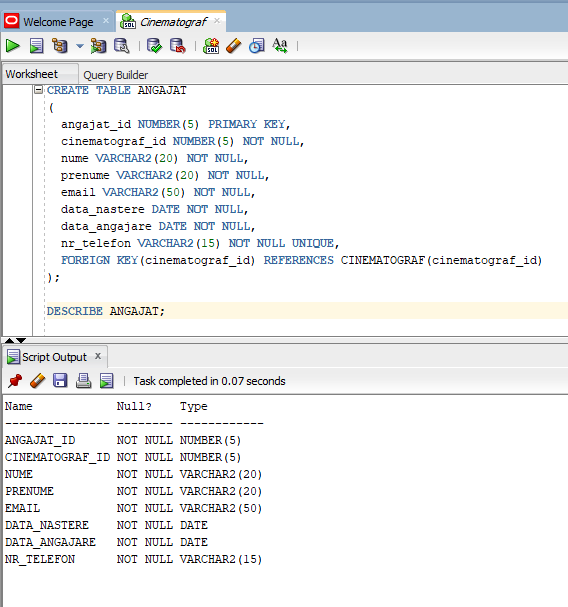 Welcome Page
Cinematograf
Worksheet
Query Builder
CREATE TABLE ANGAJAT
(
angajat_id NUMBER(5) PRIMARY KEY,
cinematograf_id NUMBER(5) NOT NULL,
nume VARCHAR2(20) NOT NULL,
prenume VARCHAR2(20) NOT NULL,
email VARCHAR2(50) NOT NULL,
data_nastere DATE NOT NULL,
data_angajare DATE NOT NULL,
nr_telefon VARCHAR2(15) NOT NULL UNIQUE,
FOREIGN KEY(cinematograf_id) REFERENCES CINEMATOGRAF(cinematograf_id)
);
DESCRIBE ANGAJAT;
Script Output x
Task completed in 0.07 seconds
Name Null? Type
--------------- -------- ------------
ANGAJAT_ID NOT NULL NUMBER(5)
CINEMATOGRAF_ID NOT NULL NUMBER(5)
NUME NOT NULL VARCHAR2(20)
PRENUME NOT NULL VARCHAR2(20)
EMAIL NOT NULL VARCHAR2(50)
DATA_NASTERE NOT NULL DATE
DATA_ANGAJARE NOT NULL DATE
NR_TELEFON NOT NULL VARCHAR2(15)